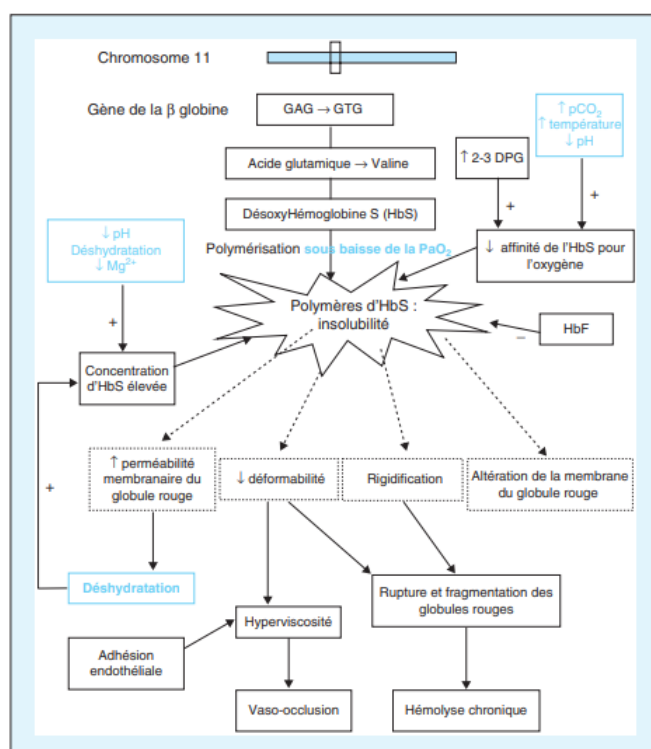 Chromosome 11
Gène de la β globine
GAG → GTG
↑ pCO₂
↑ température
↓ pH
Acide glutamique → Valine
↑ 2-3 DPG
DésoxyHémoglobine S (HbS)
+
+
↓ pH
Déshydratation
↓ Mg²⁺
Polymérisation sous baisse de la PaO₂
↓ affinité de l'HbS pour
l'oxygène
+
Polymères d'HbS :
insolubilité
–
HbF
Concentration
d'HbS élevée
+
↑ perméabilité
membranaire du
globule rouge
↓ déformabilité
Rigidification
Altération de la membrane
du globule rouge
Déshydratation
Rupture et fragmentation des
globules rouges
Hyperviscosité
Adhésion
endothéliale
Vaso-occlusion
Hémolyse chronique